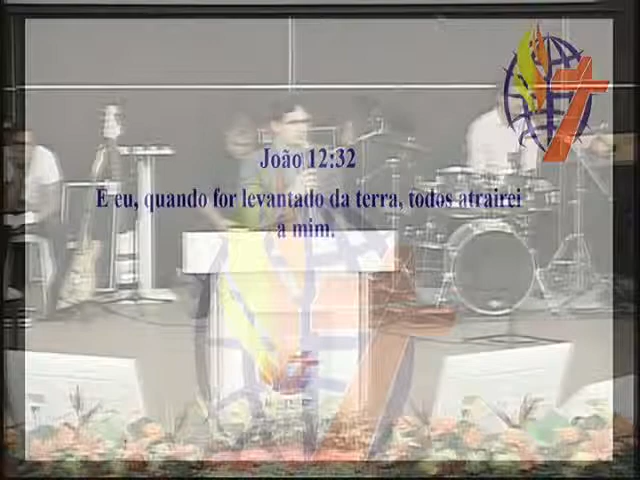 João 12:32
E eu, quando for levantado da terra, todos atrairei
a mim.